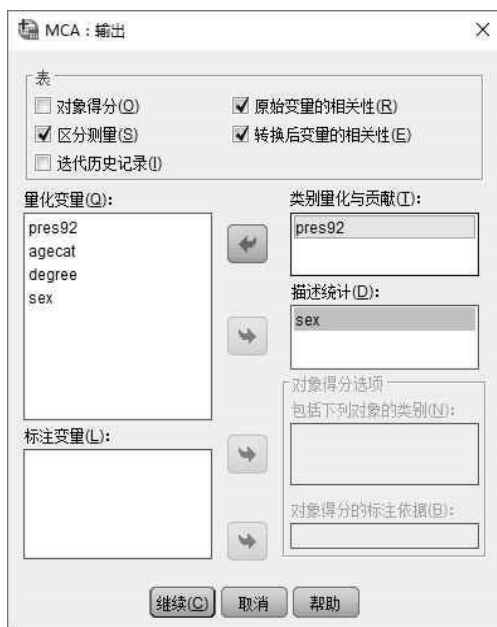 MCA：输出
表
对象得分(O)
原始变量的相关性(R)
区分测量(S)
转换后变量的相关性(E)
迭代历史记录(I)
量化变量(Q):
pres92
agecat
degree
sex
类别量化与贡献(T):
pres92
描述统计(D):
sex
对象得分选项
包括下列对象的类别(N):
标注变量(L):
对象得分的标注依据(B):
继续(C)
取消
帮助